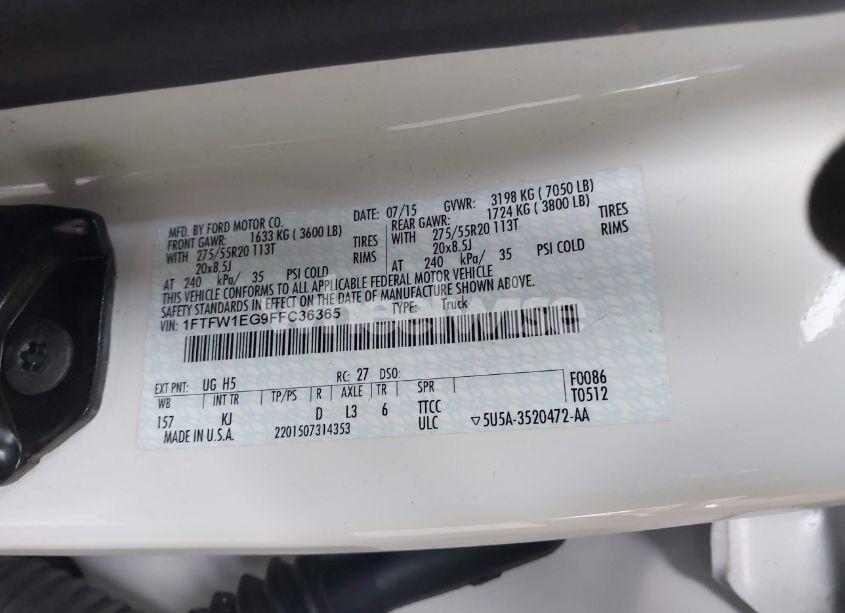 MFD. BY FORD MOTOR CO. DATE: 07/15 GVWR: 3198 KG ( 7050 LB)
FRONT GAWR: 1633 KG ( 3600 LB) REAR GAWR: 1724 KG ( 3800 LB)
WITH 275/55R20 113T TIRES WITH 275/55R20 113T TIRES
20x8.5J RIMS 20x8.5J RIMS
AT 240 kPa/ 35 PSI COLD AT 240 kPa/ 35 PSI COLD
THIS VEHICLE CONFORMS TO ALL APPLICABLE FEDERAL MOTOR VEHICLE
SAFETY STANDARDS IN EFFECT ON THE DATE OF MANUFACTURE SHOWN ABOVE.
VIN: 1FTFW1EG9FFC36365 TYPE: Truck
EXT PNT: UG H5 RC: 27 DSO: F0086
WB INT TR TP/PS R AXLE TR SPR T0512
157 KJ D L3 6 TTCC
ULC
MADE IN U.S.A. 2201507314353 ▽5U5A-3520472-AA